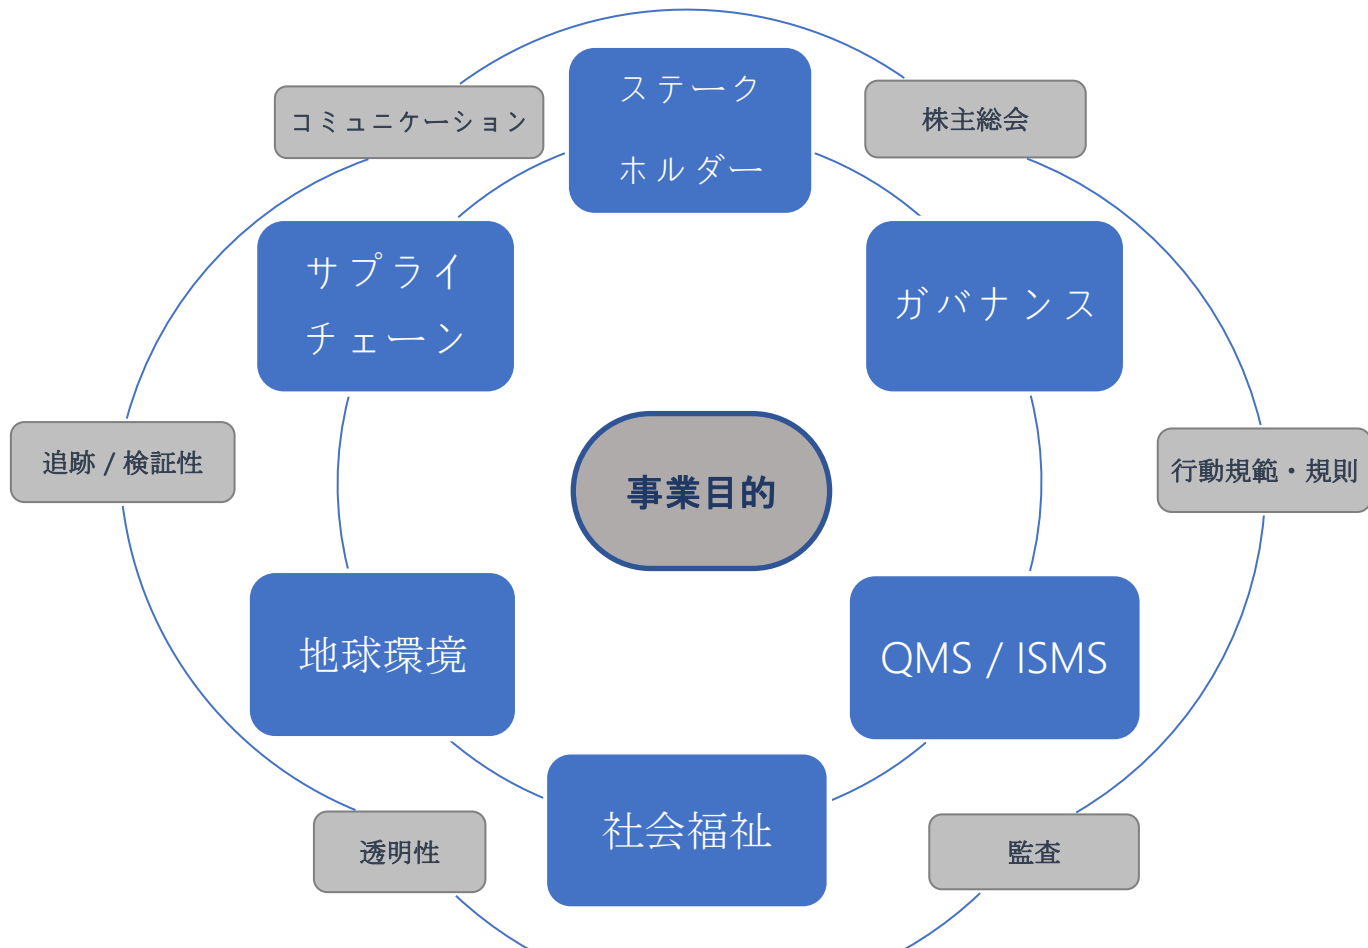 ステーク
ホルダー
コミュニケーション
株主総会
サプライ
チェーン
ガバナンス
追跡 / 検証性
事業目的
行動規範・規則
地球環境
QMS / ISMS
社会福祉
透明性
監査